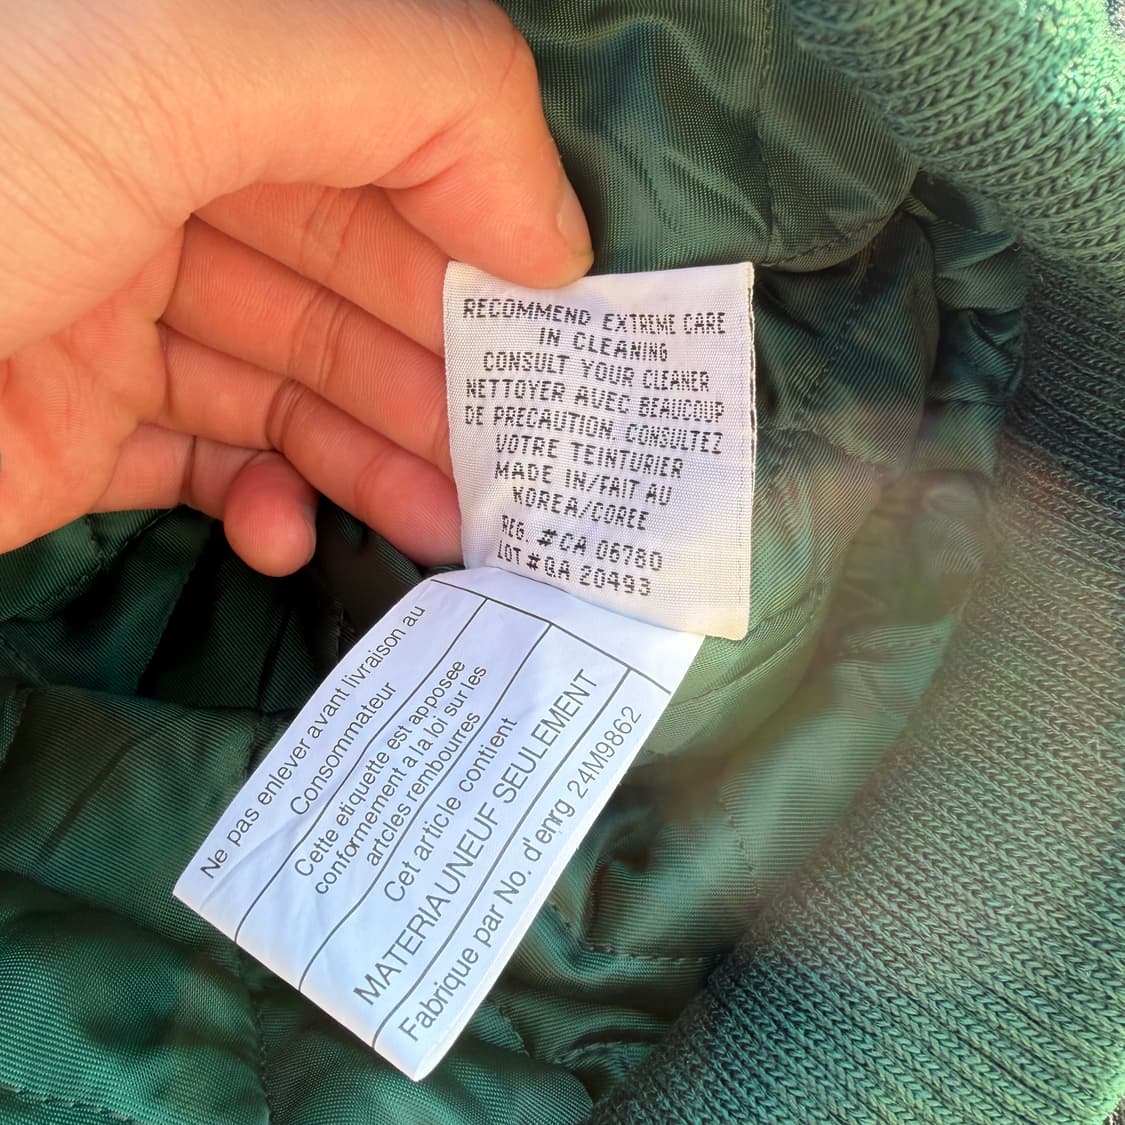 RECOMMEND EXTREME CARE
IN CLEANING
CONSULT YOUR CLEANER
NETTOYER AVEC BEAUCOUP
DE PRECAUTION. CONSULTEZ
VOTRE TEINTURIER
MADE IN/FAIT AU
KOREA/COREE
REG. #CA 06780
LOT #QA 20493
Ne pas enlever avant livraison au
Consommateur
Cette etiquette est apposee
conformement a la loi sur les
artcles rembourres
Cet article contient
MATERIAUNEUF SEULEMENT
Fabrique par No. d'enrg 24M9862